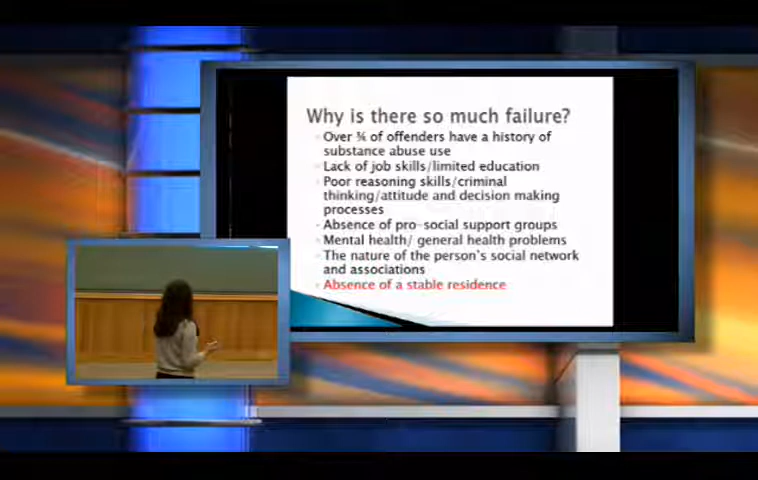 Why is there so much failure?
Over ¾ of offenders have a history of
substance abuse use
Lack of job skills/limited education
Poor reasoning skills/criminal
thinking/attitude and decision making
processes
Absence of pro-social support groups
Mental health/ general health problems
The nature of the person's social network
and associations
Absence of a stable residence